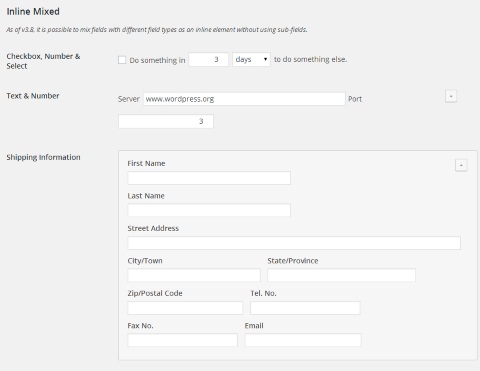 Inline Mixed
As of v3.8, it is possible to mix fields with different field types as an inline element without using sub-fields.
Checkbox, Number &
Select
Do something in 3 days to do something else.
Text & Number
Server www.wordpress.org Port
3
Shipping Information
First Name
Last Name
Street Address
City/Town State/Province
Zip/Postal Code Tel. No.
Fax No. Email